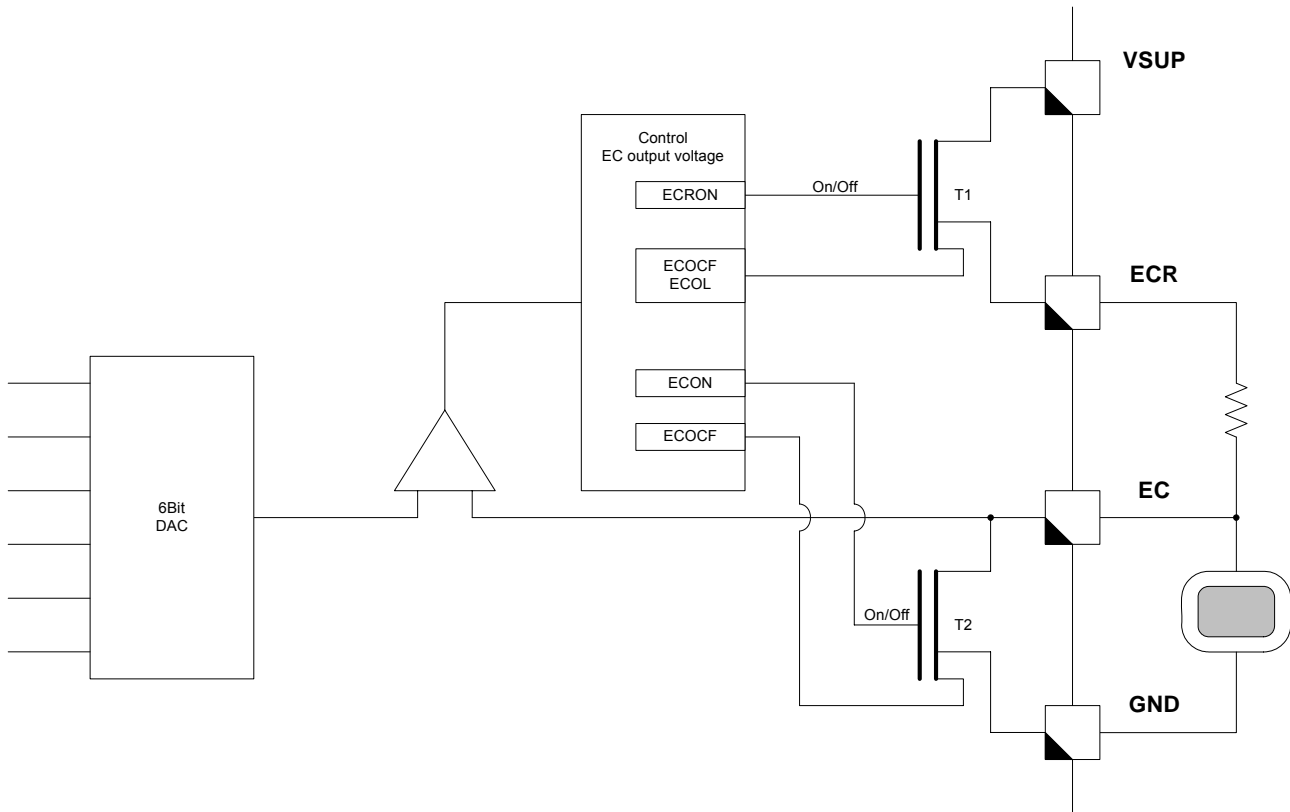 VSUP
Control
EC output voltage
ECRON
On/Off
T1
ECOCF
ECOL
ECR
ECON
ECOCF
6Bit
DAC
EC
On/Off
T2
GND